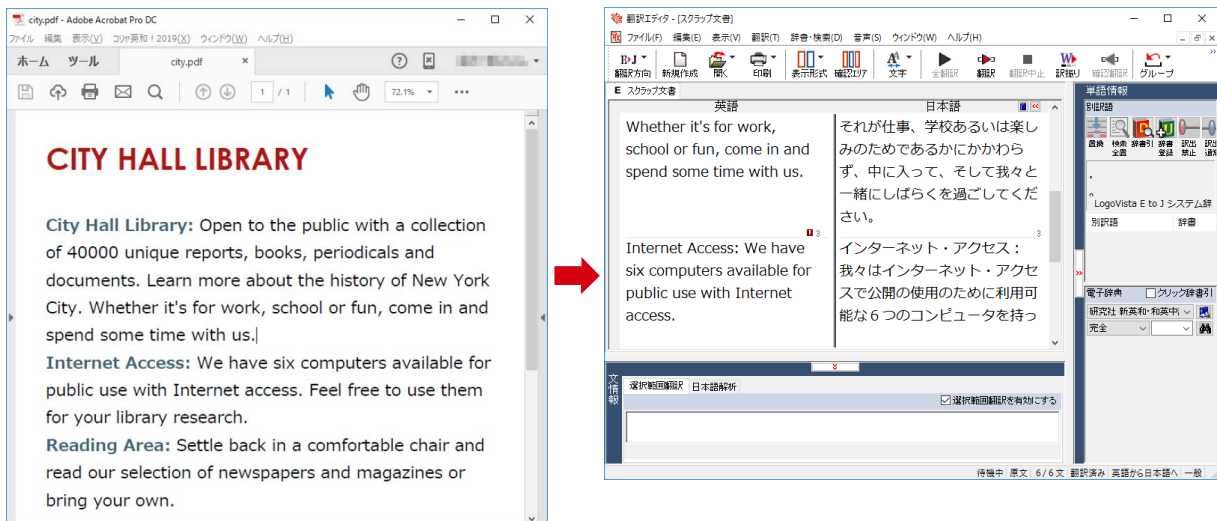 city.pdf - Adobe Acrobat Pro DC
ファイル 編集 表示(V) コリャ英和！2019(X) ウィンドウ(W) ヘルプ(H)
ホーム ツール city.pdf ×
1 / 1 72.1%
CITY HALL LIBRARY
City Hall Library: Open to the public with a collection
of 40000 unique reports, books, periodicals and
documents. Learn more about the history of New York
City. Whether it's for work, school or fun, come in and
spend some time with us.
Internet Access: We have six computers available for
public use with Internet access. Feel free to use them
for your library research.
Reading Area: Settle back in a comfortable chair and
read our selection of newspapers and magazines or
bring your own.
翻訳エディタ - [スクラップ文書]
ファイル(F) 編集(E) 表示(V) 翻訳(T) 辞書・検索(D) 音声(S) ウィンドウ(W) ヘルプ(H)
E›J
翻訳方向 新規作成 開く 印刷 表示形式 確認エリア 文字 全翻訳 翻訳 翻訳中止 訳振り 確認翻訳 グループ
E スクラップ文書
英語 日本語
Whether it's for work,
school or fun, come in and
spend some time with us.
3
Internet Access: We have
six computers available for
public use with Internet
access.
それが仕事、学校あるいは楽し
みのためであるかにかかわら
ず、中に入って、そして我々と
一緒にしばらくを過ごしてくだ
さい。
3
インターネット・アクセス：
我々はインターネット・アクセ
スで公開の使用のために利用可
能な６つのコンピュータを持っ
単語情報
別訳語
置換 検索 辞書引 辞書 訳出
全置 登録 禁止
LogoVista E to J システム辞
別訳語 辞書
電子辞典 クリック辞書引
研究社 新英和・和英中
完全
文情報
選択範囲翻訳 日本語解析
選択範囲翻訳を有効にする
待機中 原文 6/6文 翻訳済み 英語から日本語へ 一般